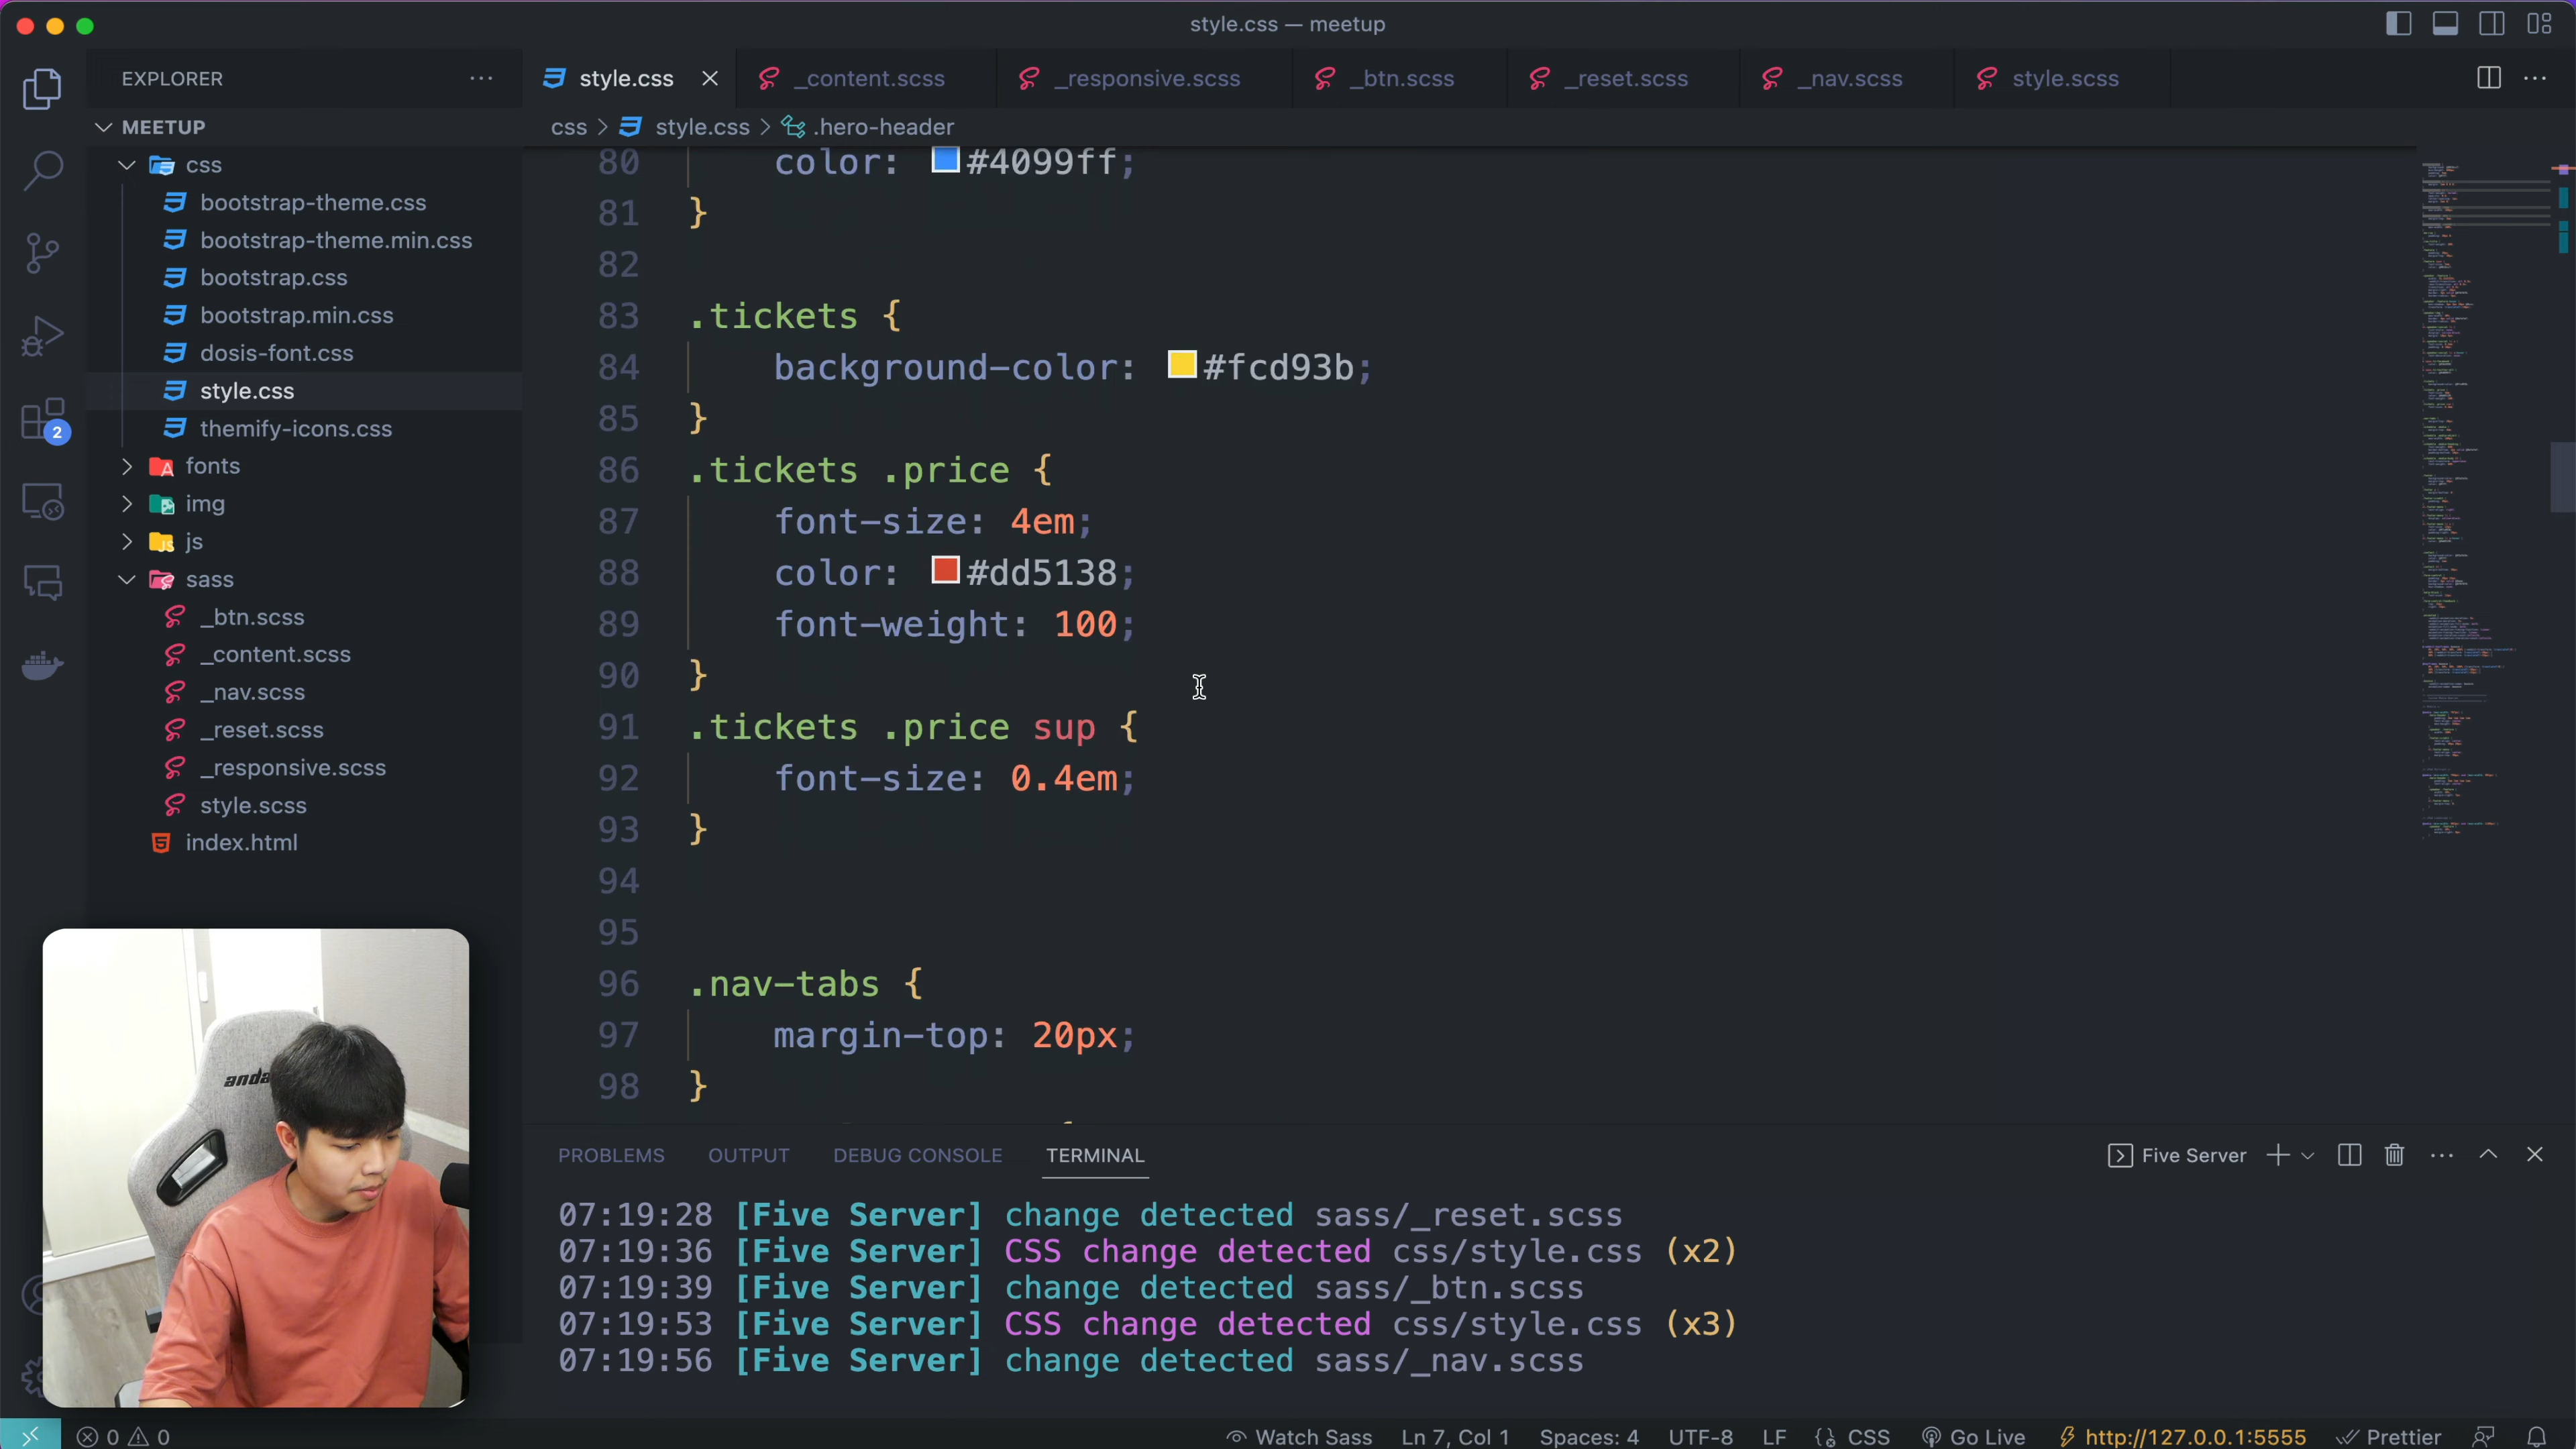 style.css — meetup
EXPLORER
style.css
_content.scss
_responsive.scss
_btn.scss
_reset.scss
_nav.scss
style.scss
MEETUP
css > style.css > .hero-header
css
bootstrap-theme.css
bootstrap-theme.min.css
bootstrap.css
bootstrap.min.css
dosis-font.css
style.css
themify-icons.css
fonts
img
js
sass
_btn.scss
_content.scss
_nav.scss
_reset.scss
_responsive.scss
style.scss
index.html
2
80 color: #4099ff;
81 }
82
83 .tickets {
84 background-color: #fcd93b;
85 }
86 .tickets .price {
87 font-size: 4em;
88 color: #dd5138;
89 font-weight: 100;
90 }
91 .tickets .price sup {
92 font-size: 0.4em;
93 }
94
95
96 .nav-tabs {
97 margin-top: 20px;
98 }
PROBLEMS OUTPUT DEBUG CONSOLE TERMINAL
Five Server
07:19:28 [Five Server] change detected sass/_reset.scss
07:19:36 [Five Server] CSS change detected css/style.css (x2)
07:19:39 [Five Server] change detected sass/_btn.scss
07:19:53 [Five Server] CSS change detected css/style.css (x3)
07:19:56 [Five Server] change detected sass/_nav.scss
0 0
Watch Sass Ln 7, Col 1 Spaces: 4 UTF-8 LF CSS Go Live http://127.0.0.1:5555 Prettier